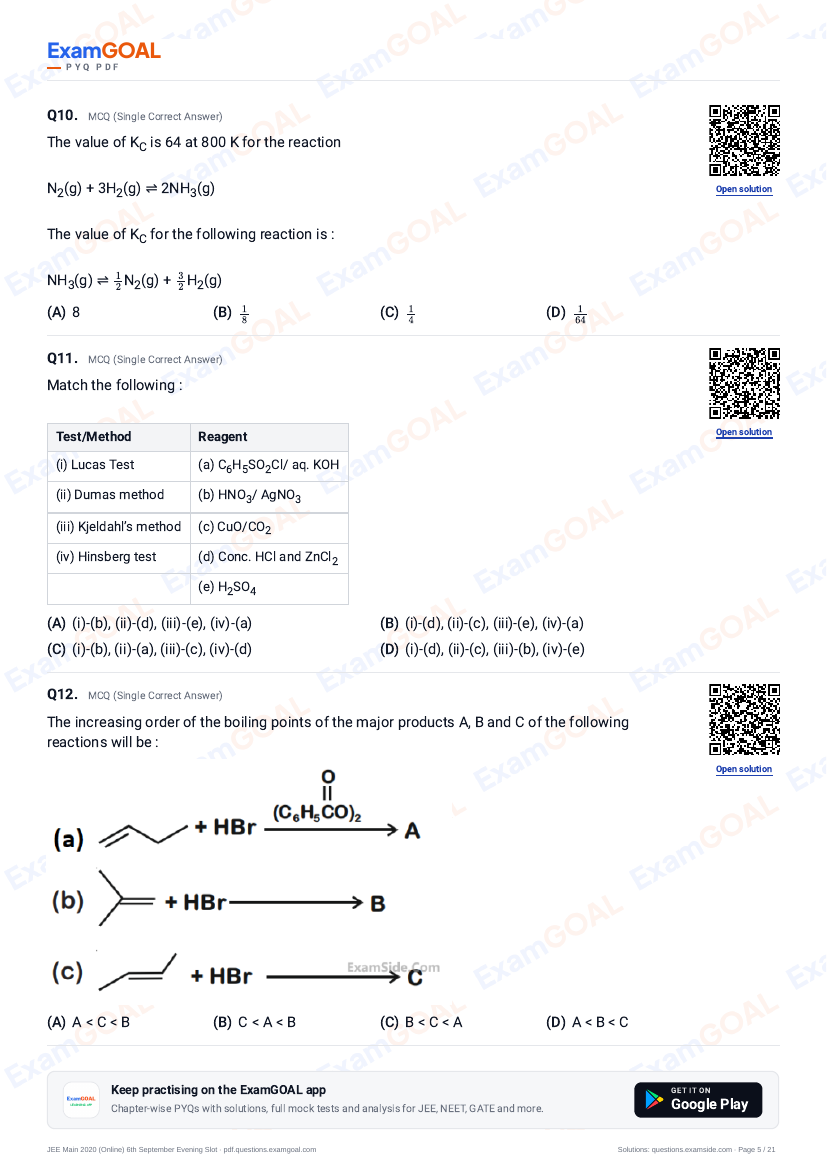 ExamGOAL
PYQ PDF
Q10. MCQ (Single Correct Answer)
The value of K_C is 64 at 800 K for the reaction
Open solution
N₂(g) + 3H₂(g) ⇌ 2NH₃(g)
The value of K_C for the following reaction is :
NH₃(g) ⇌ 1/2 N₂(g) + 3/2 H₂(g)
(A) 8 (B) 1/8 (C) 1/4 (D) 1/64
Q11. MCQ (Single Correct Answer)
Match the following :
Open solution
Test/Method Reagent
(i) Lucas Test (a) C₆H₅SO₂Cl/ aq. KOH
(ii) Dumas method (b) HNO₃/ AgNO₃
(iii) Kjeldahl’s method (c) CuO/CO₂
(iv) Hinsberg test (d) Conc. HCl and ZnCl₂
(e) H₂SO₄
(A) (i)-(b), (ii)-(d), (iii)-(e), (iv)-(a) (B) (i)-(d), (ii)-(c), (iii)-(e), (iv)-(a)
(C) (i)-(b), (ii)-(a), (iii)-(c), (iv)-(d) (D) (i)-(d), (ii)-(c), (iii)-(b), (iv)-(e)
Q12. MCQ (Single Correct Answer)
The increasing order of the boiling points of the major products A, B and C of the following
reactions will be :
Open solution
O
(C₆H₅CO)₂
(a) + HBr → A
(b) + HBr → B
(c) + HBr → C
ExamSide.Com
(A) A < C < B (B) C < A < B (C) B < C < A (D) A < B < C
Keep practising on the ExamGOAL app
Chapter-wise PYQs with solutions, full mock tests and analysis for JEE, NEET, GATE and more.
GET IT ON
Google Play
JEE Main 2020 (Online) 6th September Evening Slot · pdf.questions.examgoal.com Solutions: questions.examside.com · Page 5 / 21